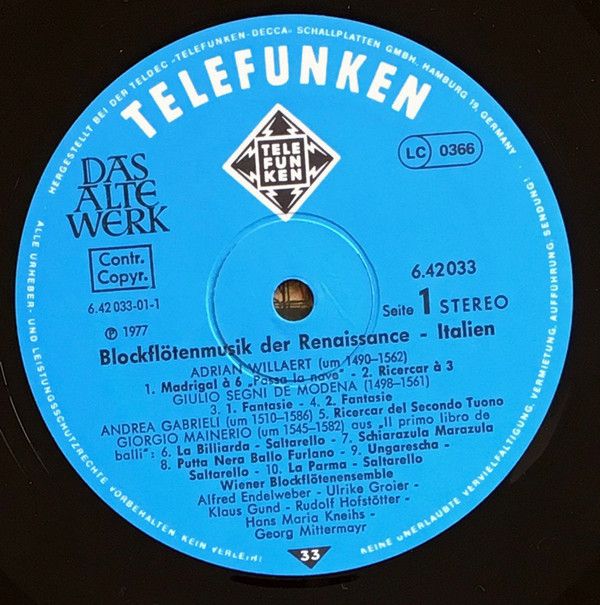 HERGESTELLT BEI DER TELDEC »TELEFUNKEN-DECCA« SCHALLPLATTEN GMBH., HAMBURG 19, GERMANY
TELEFUNKEN
TELE
FUN
KEN
LC 0366
DAS
ALTE
WERK
Contr.
Copyr.
6.42 033-01-1
℗ 1977
6.42033
Seite 1 STEREO
Blockflötenmusik der Renaissance - Italien
ADRIAN WILLAERT (um 1490-1562)
1. Madrigal à 6 „Passa la nave" - 2. Ricercar à 3
GIULIO SEGNI DE MODENA (1498-1561)
3. 1. Fantasie - 4. 2. Fantasie
ANDREA GABRIELI (um 1510-1586) 5. Ricercar del Secondo Tuono
GIORGIO MAINERIO (um 1545-1582) aus „Il primo libro de
balli": 6. La Billiarda - Saltarello - 7. Schiarazula Marazula
8. Putta Nera Ballo Furlano - 9. Ungarescha -
Saltarello - 10. La Parma - Saltarello
Wiener Blockflötenensemble
Alfred Endelweber - Ulrike Groier -
Klaus Gund - Rudolf Hofstötter -
Hans Maria Kneihs -
Georg Mittermayr
33
ALLE URHEBER- UND LEISTUNGSSCHUTZRECHTE VORBEHALTEN. KEIN VERLEIH!
KEINE UNERLAUBTE VERVIELFÄLTIGUNG, VERMIETUNG, AUFFÜHRUNG, SENDUNG!